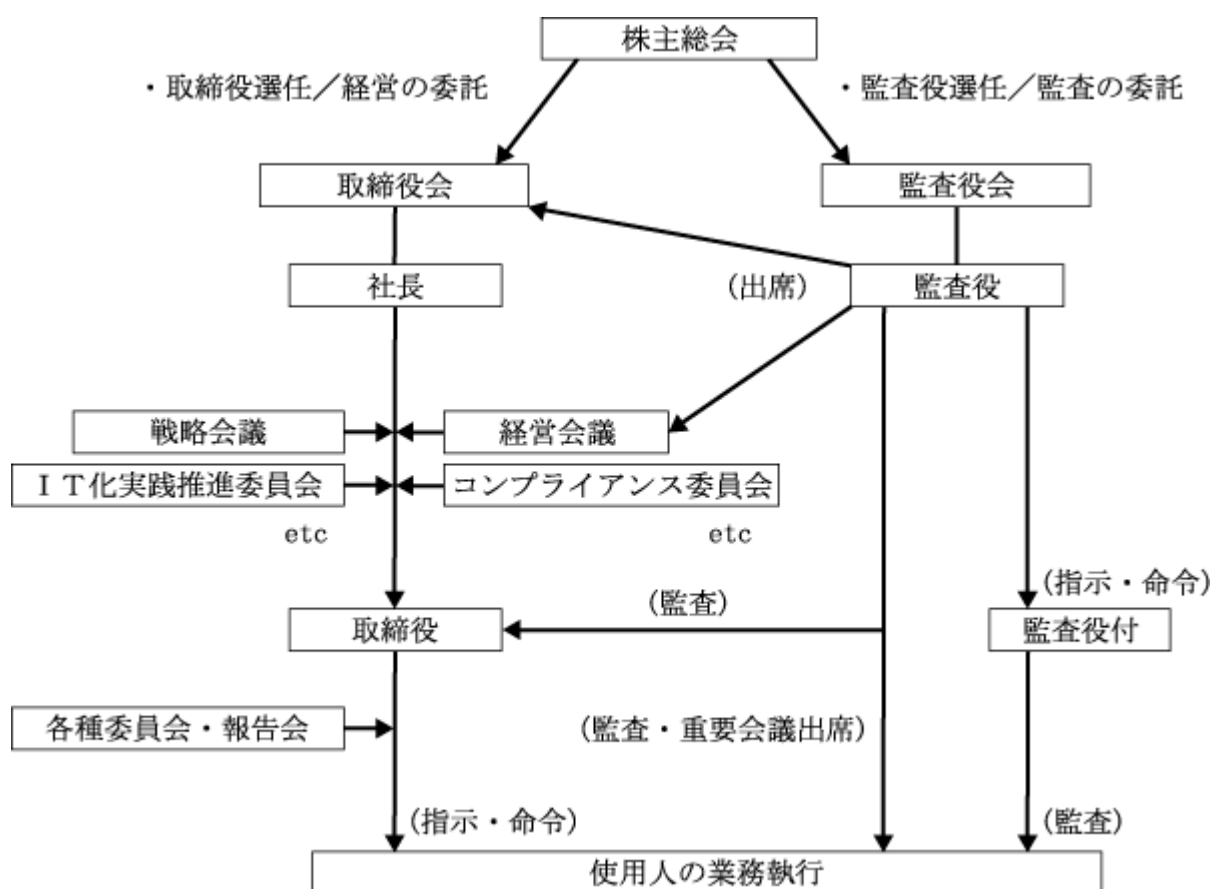 株主総会
・取締役選任／経営の委託
・監査役選任／監査の委託
取締役会
監査役会
社長
（出席）
監査役
戦略会議
経営会議
ＩＴ化実践推進委員会
コンプライアンス委員会
etc
etc
（指示・命令）
（監査）
取締役
監査役付
各種委員会・報告会
（監査・重要会議出席）
（指示・命令）
（監査）
使用人の業務執行